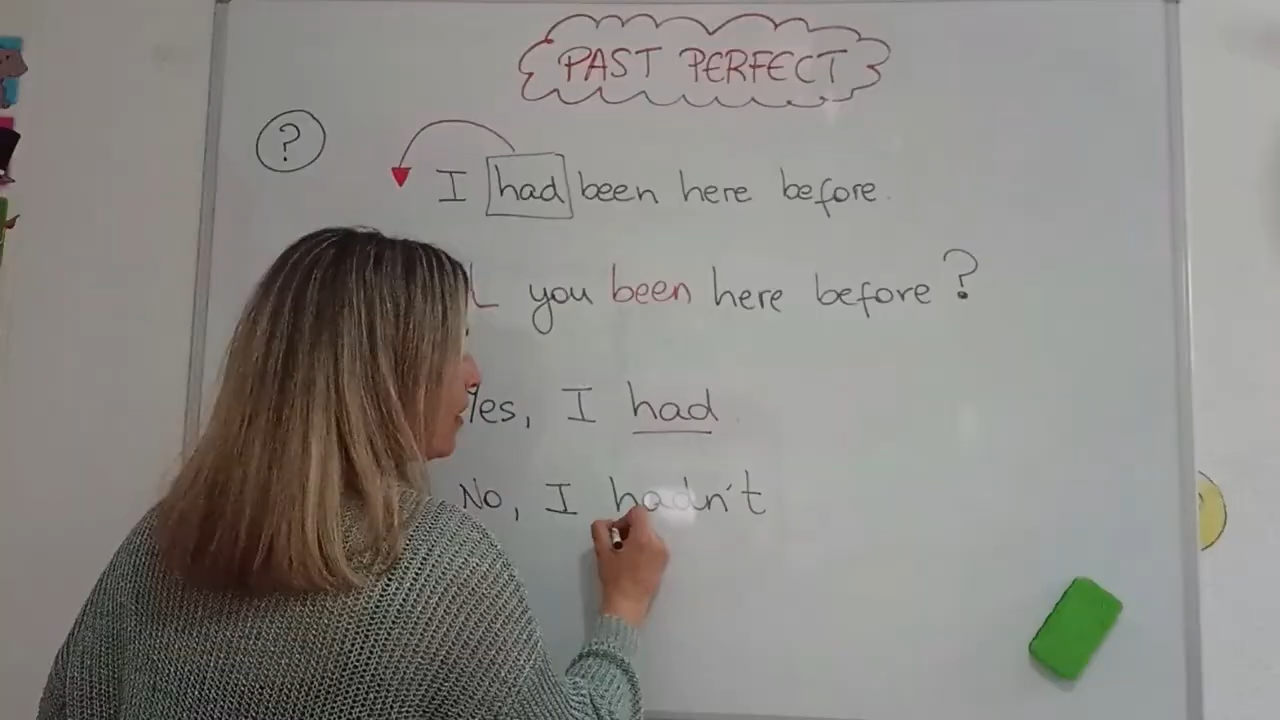 PAST PERFECT
?
I had been here before.
you been here before?
Yes, I had
No, I hadn't